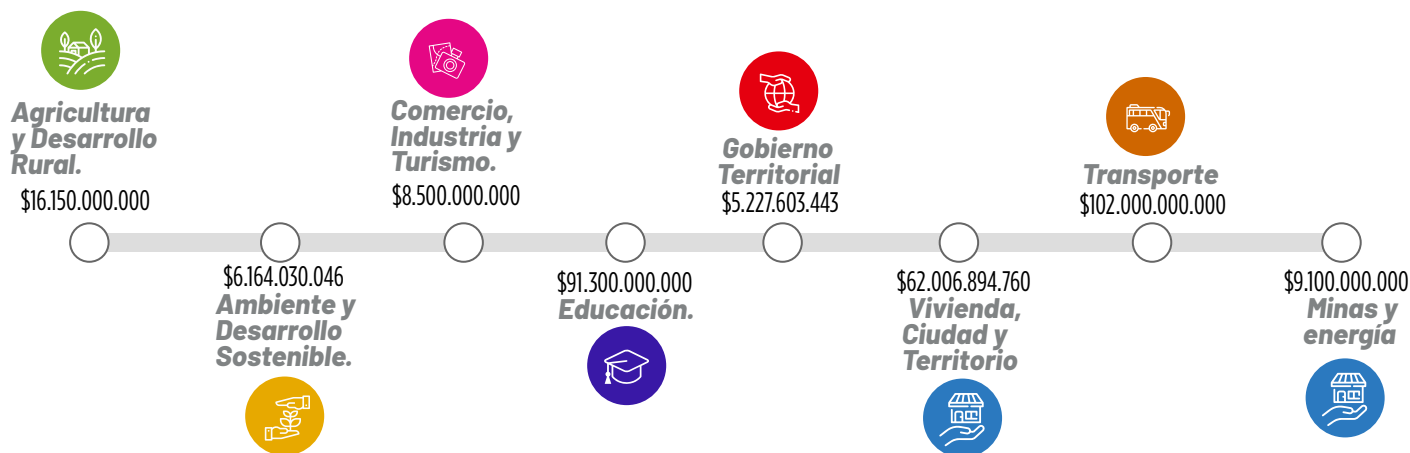 Agricultura
y Desarrollo
Rural.
$16.150.000.000
$6.164.030.046
Ambiente y
Desarrollo
Sostenible.
Comercio,
Industria y
Turismo.
$8.500.000.000
$91.300.000.000
Educación.
Gobierno
Territorial
$5.227.603.443
$62.006.894.760
Vivienda,
Ciudad y
Territorio
Transporte
$102.000.000.000
$9.100.000.000
Minas y
energía